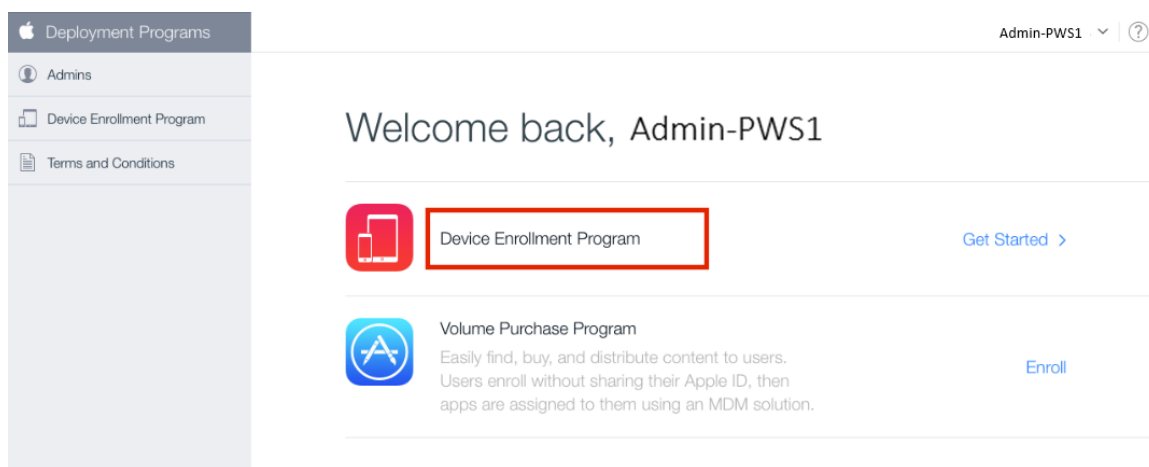 Deployment Programs
Admin-PWS1
?
Admins
Device Enrollment Program
Terms and Conditions
Welcome back, Admin-PWS1
Device Enrollment Program
Get Started >
Volume Purchase Program
Easily find, buy, and distribute content to users.
Users enroll without sharing their Apple ID, then
apps are assigned to them using an MDM solution.
Enroll